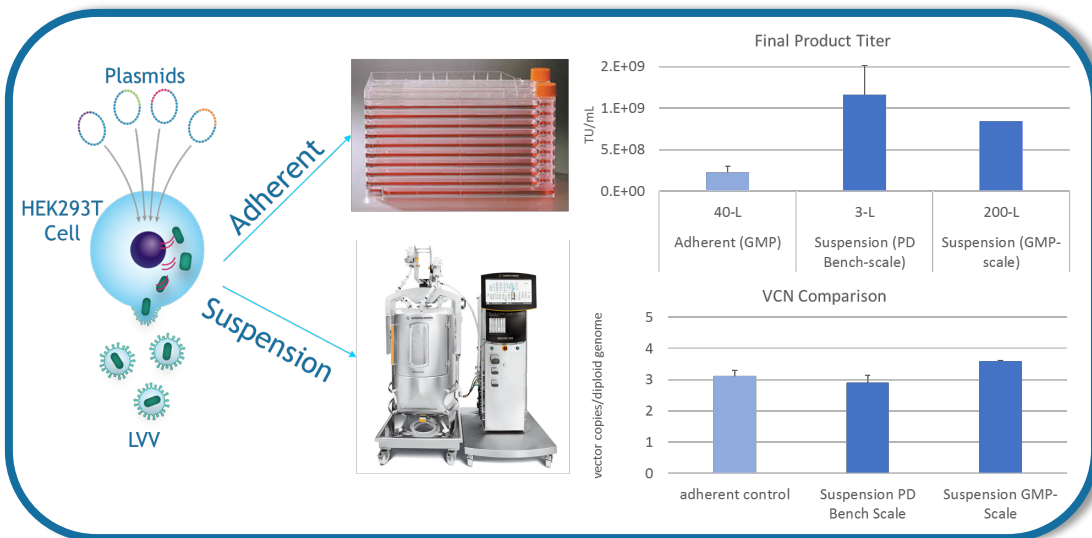 Plasmids
HEK293T
Cell
LVV
Adherent
Suspension
Final Product Titer
TU/mL
2.E+09
1.E+09
5.E+08
0.E+00
40-L
3-L
200-L
Adherent (GMP)
Suspension (PD
Bench-scale)
Suspension (GMP-
scale)
VCN Comparison
vector copies/diploid genome
5
4
3
2
1
0
adherent control
Suspension PD
Bench Scale
Suspension GMP-
Scale